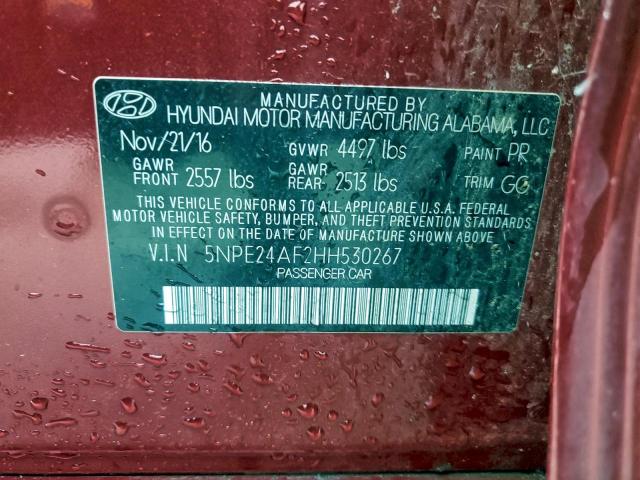 MANUFACTURED BY
HYUNDAI MOTOR MANUFACTURING ALABAMA, LLC
Nov/21/16 GVWR 4497 lbs PAINT PR
GAWR FRONT 2557 lbs GAWR REAR 2513 lbs TRIM GG
THIS VEHICLE CONFORMS TO ALL APPLICABLE U.S.A. FEDERAL
MOTOR VEHICLE SAFETY, BUMPER, AND THEFT PREVENTION STANDARDS
IN EFFECT ON THE DATE OF MANUFACTURE SHOWN ABOVE
V.I.N 5NPE24AF2HH530267
PASSENGER CAR